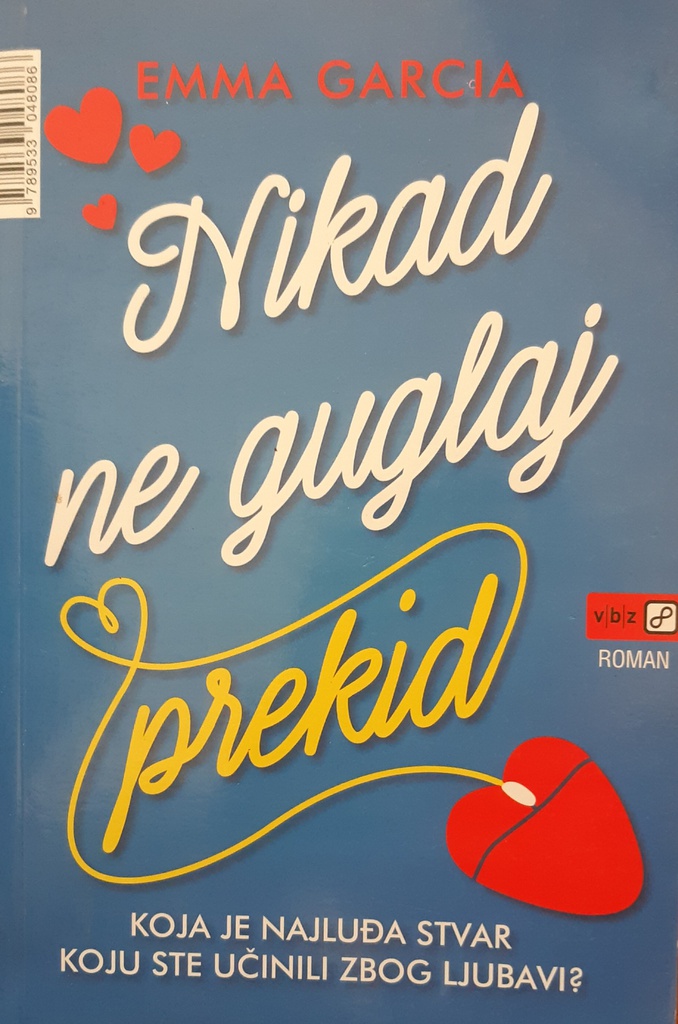 EMMA GARCIA
9 789533 048086
Nikad
ne guglaj
prekid
v|b|z
ROMAN
KOJA JE NAJLUĐA STVAR
KOJU STE UČINILI ZBOG LJUBAVI?